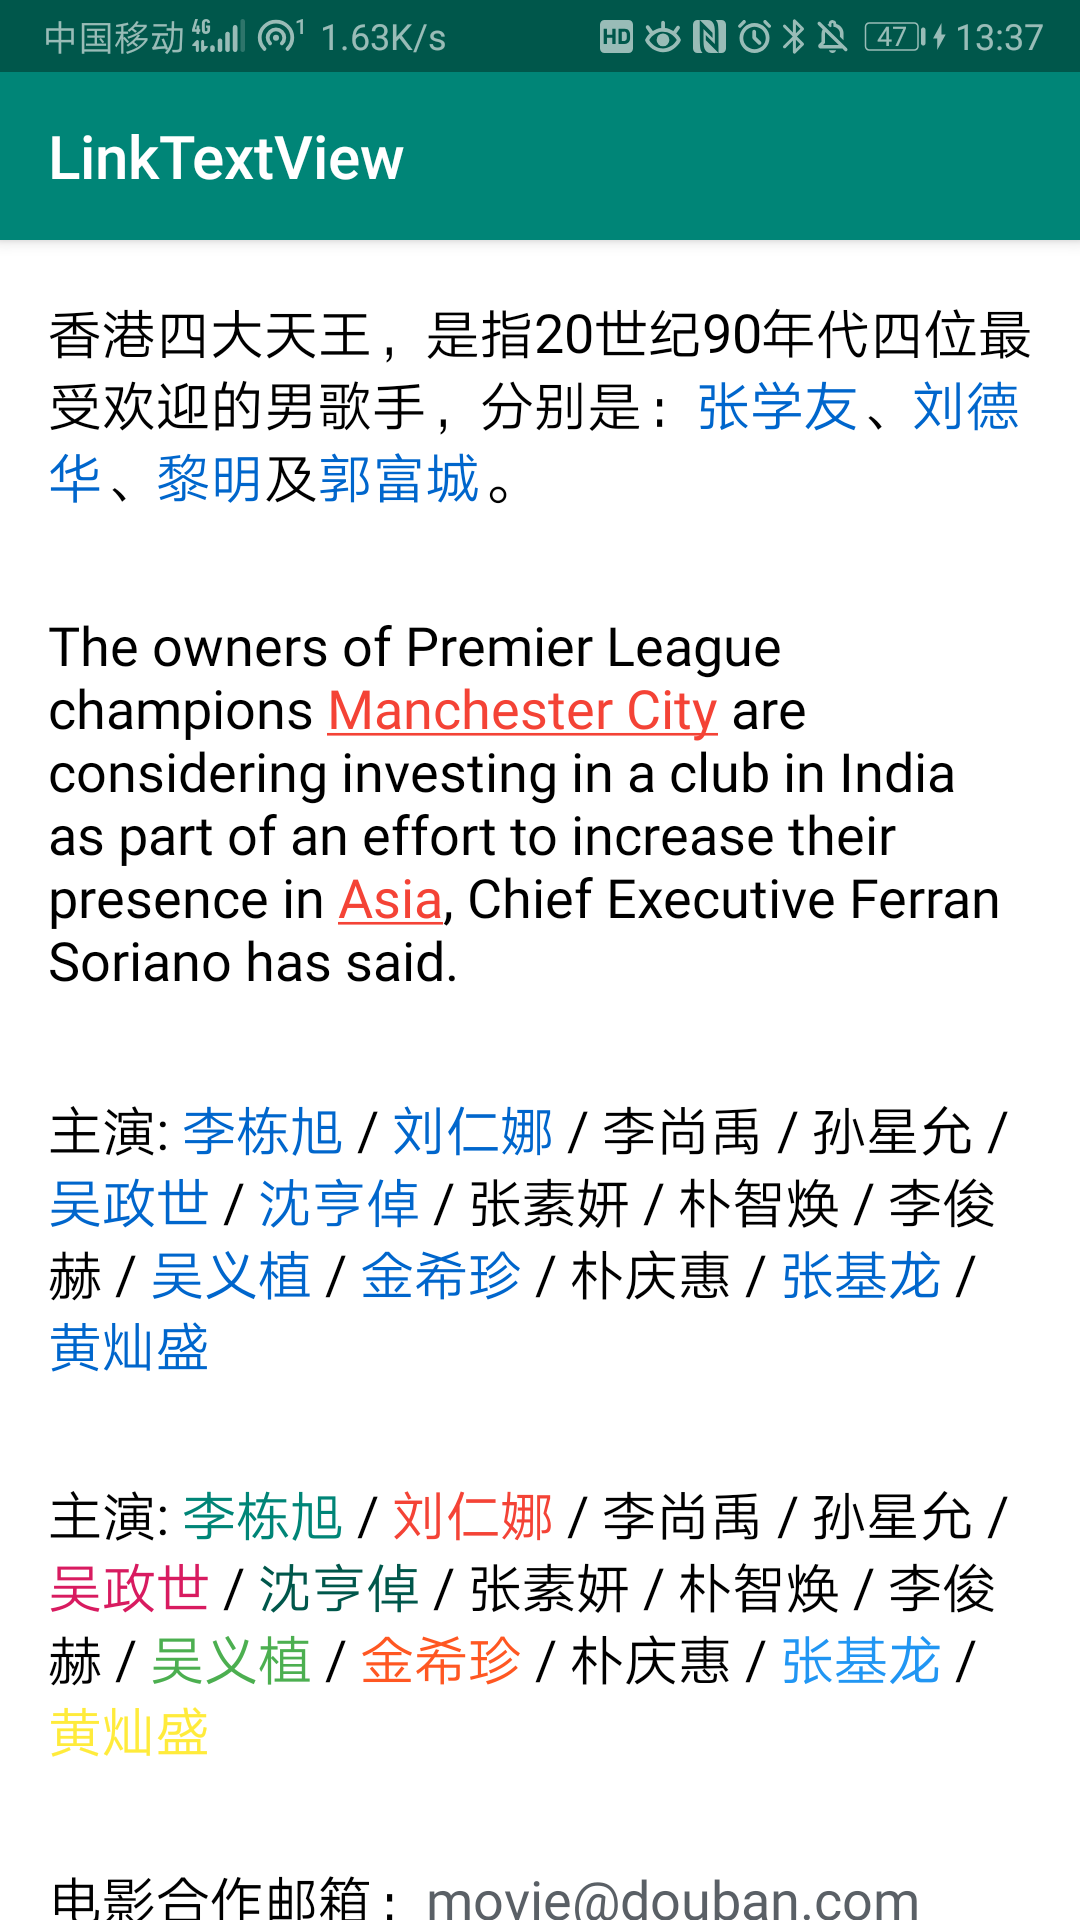 中国移动 4G 1 1.63K/s HD 47 13:37
LinkTextView
香港四大天王，是指20世纪90年代四位最
受欢迎的男歌手，分别是：张学友、刘德
华、黎明及郭富城。
The owners of Premier League
champions Manchester City are
considering investing in a club in India
as part of an effort to increase their
presence in Asia, Chief Executive Ferran
Soriano has said.
主演: 李栋旭 / 刘仁娜 / 李尚禹 / 孙星允 /
吴政世 / 沈亨倬 / 张素妍 / 朴智焕 / 李俊
赫 / 吴义植 / 金希珍 / 朴庆惠 / 张基龙 /
黄灿盛
主演: 李栋旭 / 刘仁娜 / 李尚禹 / 孙星允 /
吴政世 / 沈亨倬 / 张素妍 / 朴智焕 / 李俊
赫 / 吴义植 / 金希珍 / 朴庆惠 / 张基龙 /
黄灿盛
电影合作邮箱：movie@douban.com